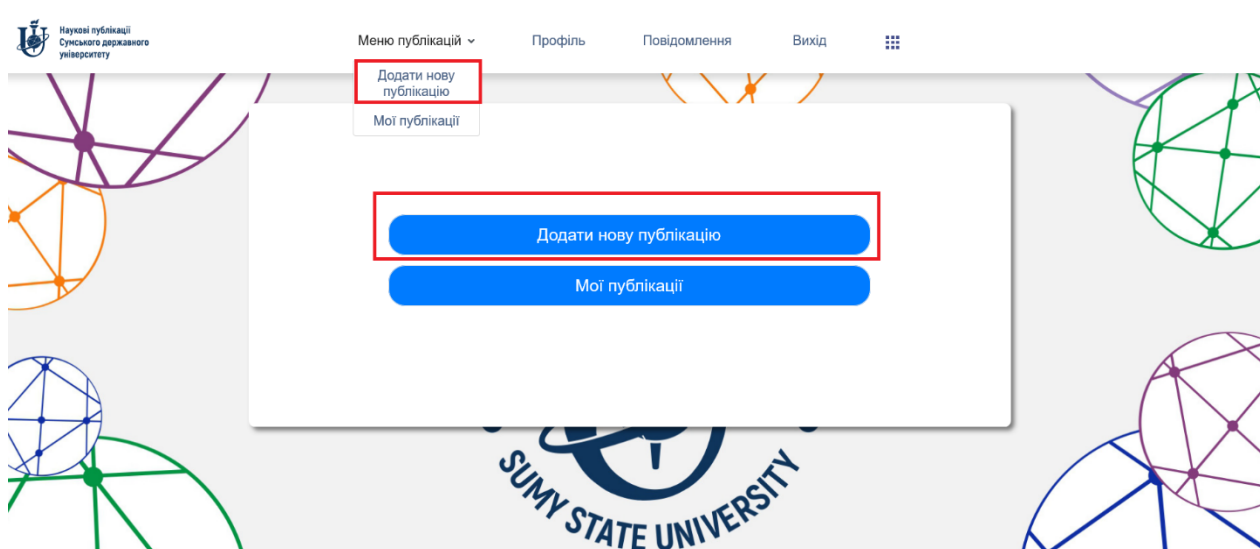 Наукові публікації
Сумського державного
університету
Меню публікацій
Профіль
Повідомлення
Вихід
Додати нову
публікацію
Мої публікації
Додати нову публікацію
Мої публікації
SUMY STATE UNIVERSITY